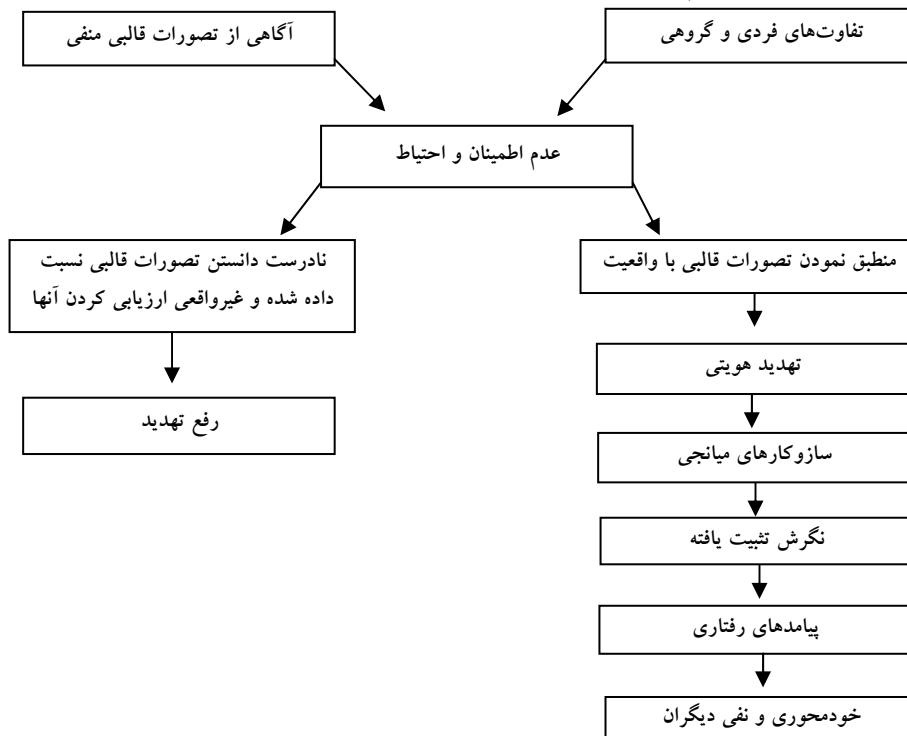 تفاوت‌های فردی و گروهی
آگاهی از تصورات قالبی منفی
عدم اطمینان و احتیاط
منطبق نمودن تصورات قالبی با واقعیت
نادرست دانستن تصورات قالبی نسبت
داده شده و غیرواقعی ارزیابی کردن آنها
تهدید هویتی
رفع تهدید
سازوکارهای میانجی
نگرش تثبیت یافته
پیامدهای رفتاری
خودمحوری و نفی دیگران